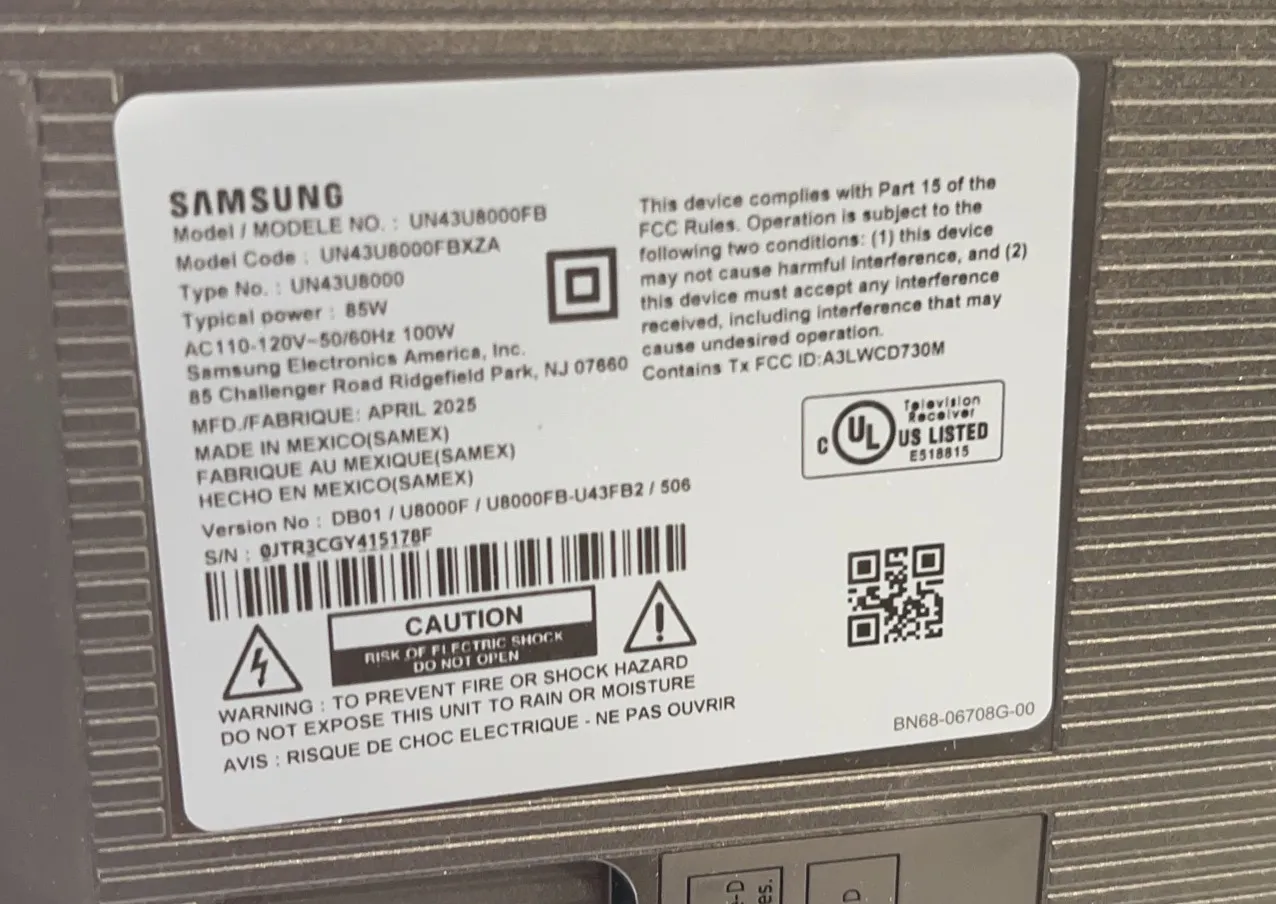 SAMSUNG
Model / MODELE NO. : UN43U8000FB
Model Code : UN43U8000FBXZA
Type No. : UN43U8000
Typical power : 85W
AC110-120V~50/60Hz 100W
Samsung Electronics America, Inc.
85 Challenger Road Ridgefield Park, NJ 07660
MFD./FABRIQUE: APRIL 2025
MADE IN MEXICO(SAMEX)
FABRIQUE AU MEXIQUE(SAMEX)
HECHO EN MEXICO(SAMEX)
Version No : DB01 / U8000F / U8000FB-U43FB2 / 506
S/N : 0JTR3CGY415178F
CAUTION
RISK OF ELECTRIC SHOCK
DO NOT OPEN
WARNING : TO PREVENT FIRE OR SHOCK HAZARD
DO NOT EXPOSE THIS UNIT TO RAIN OR MOISTURE
AVIS : RISQUE DE CHOC ELECTRIQUE - NE PAS OUVRIR
This device complies with Part 15 of the
FCC Rules. Operation is subject to the
following two conditions: (1) this device
may not cause harmful interference, and (2)
this device must accept any interference
received, including interference that may
cause undesired operation.
Contains Tx FCC ID:A3LWCD730M
Television
Receiver
C UL US LISTED
E518815
BN68-06708G-00